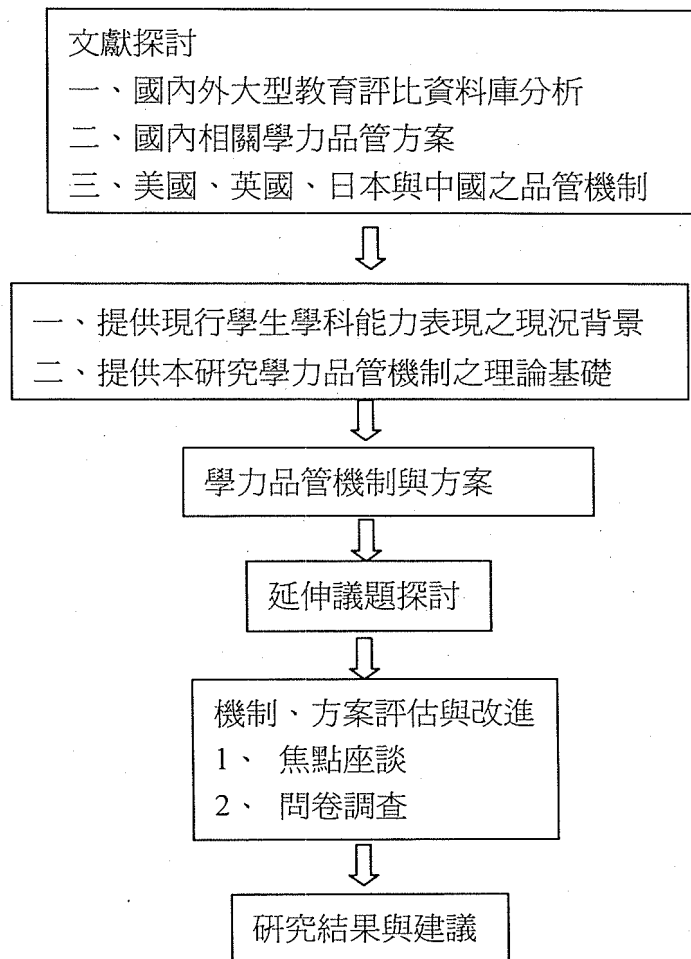 文獻探討
一、國內外大型教育評比資料庫分析
二、國內相關學力品管方案
三、美國、英國、日本與中國之品管機制
一、提供現行學生學科能力表現之現況背景
二、提供本研究學力品管機制之理論基礎
學力品管機制與方案
延伸議題探討
機制、方案評估與改進
1、 焦點座談
2、 問卷調查
研究結果與建議